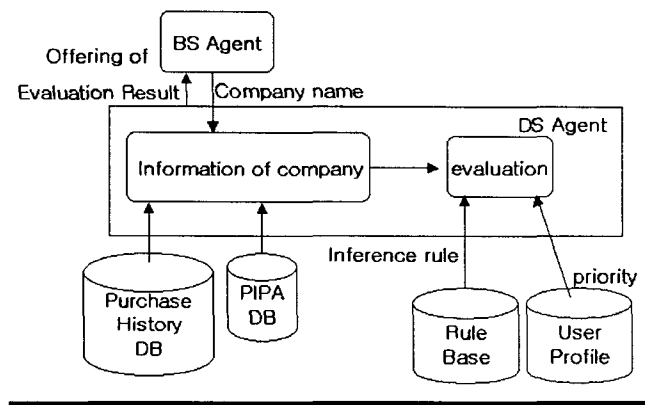 BS Agent
Offering of
Evaluation Result
Company name
DS Agent
Information of company
evaluation
Inference rule
priority
Purchase
History
DB
PIPA
DB
Rule
Base
User
Profile